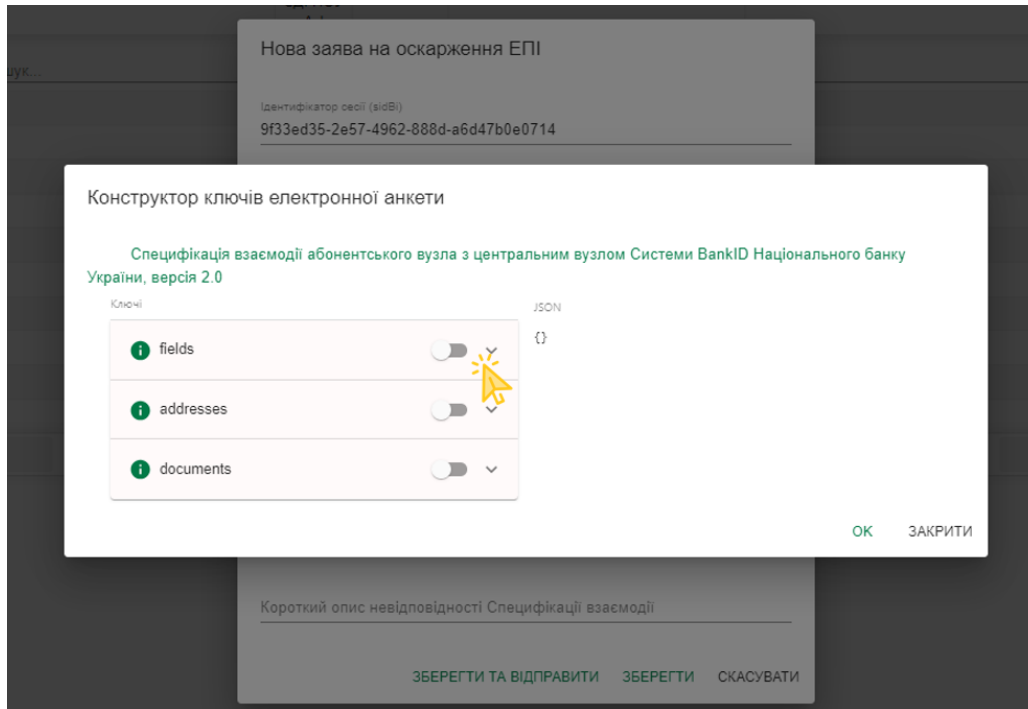 Нова заява на оскарження ЕПІ
Ідентифікатор сесії (sidBi)
9f33ed35-2e57-4962-888d-a6d47b0e0714
Конструктор ключів електронної анкети
Специфікація взаємодії абонентського вузла з центральним вузлом Системи BankID Національного банку
України, версія 2.0
Ключі
JSON
fields
{}
addresses
documents
OK
ЗАКРИТИ
Короткий опис невідповідності Специфікації взаємодії
ЗБЕРЕГТИ ТА ВІДПРАВИТИ
ЗБЕРЕГТИ
СКАСУВАТИ